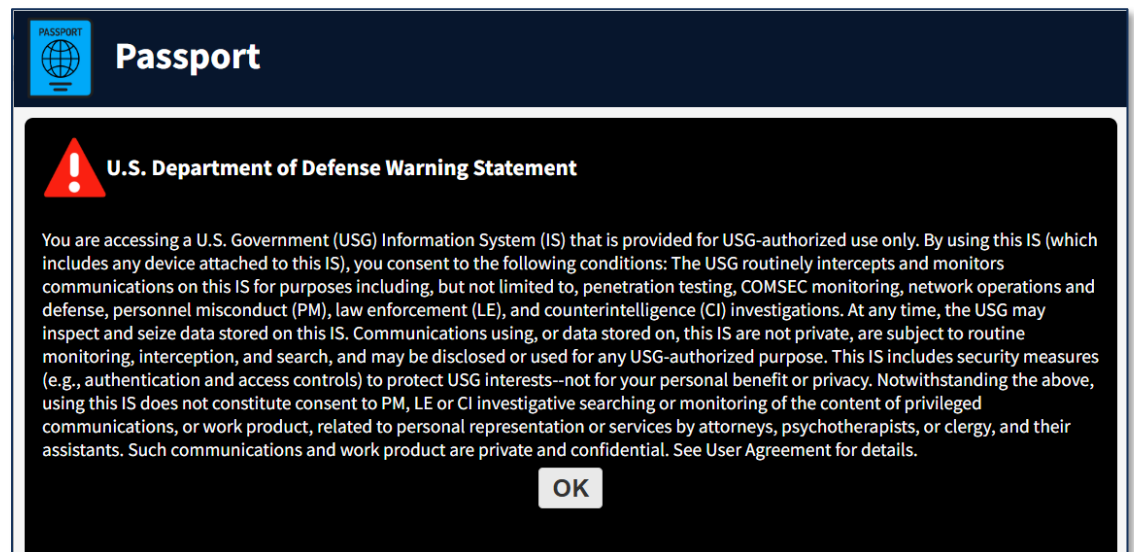 PASSPORT
Passport
U.S. Department of Defense Warning Statement
You are accessing a U.S. Government (USG) Information System (IS) that is provided for USG-authorized use only. By using this IS (which
includes any device attached to this IS), you consent to the following conditions: The USG routinely intercepts and monitors
communications on this IS for purposes including, but not limited to, penetration testing, COMSEC monitoring, network operations and
defense, personnel misconduct (PM), law enforcement (LE), and counterintelligence (CI) investigations. At any time, the USG may
inspect and seize data stored on this IS. Communications using, or data stored on, this IS are not private, are subject to routine
monitoring, interception, and search, and may be disclosed or used for any USG-authorized purpose. This IS includes security measures
(e.g., authentication and access controls) to protect USG interests--not for your personal benefit or privacy. Notwithstanding the above,
using this IS does not constitute consent to PM, LE or CI investigative searching or monitoring of the content of privileged
communications, or work product, related to personal representation or services by attorneys, psychotherapists, or clergy, and their
assistants. Such communications and work product are private and confidential. See User Agreement for details.
OK